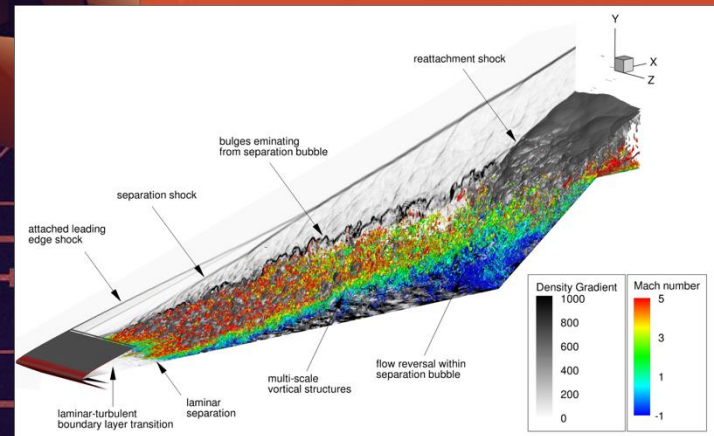 Y
X
Z
reattachment shock
bulges eminating
from separation bubble
separation shock
attached leading
edge shock
Density Gradient
1000
800
600
400
200
0
Mach number
5
3
1
-1
flow reversal within
separation bubble
multi-scale
vortical structures
laminar
separation
laminar-turbulent
boundary layer transition